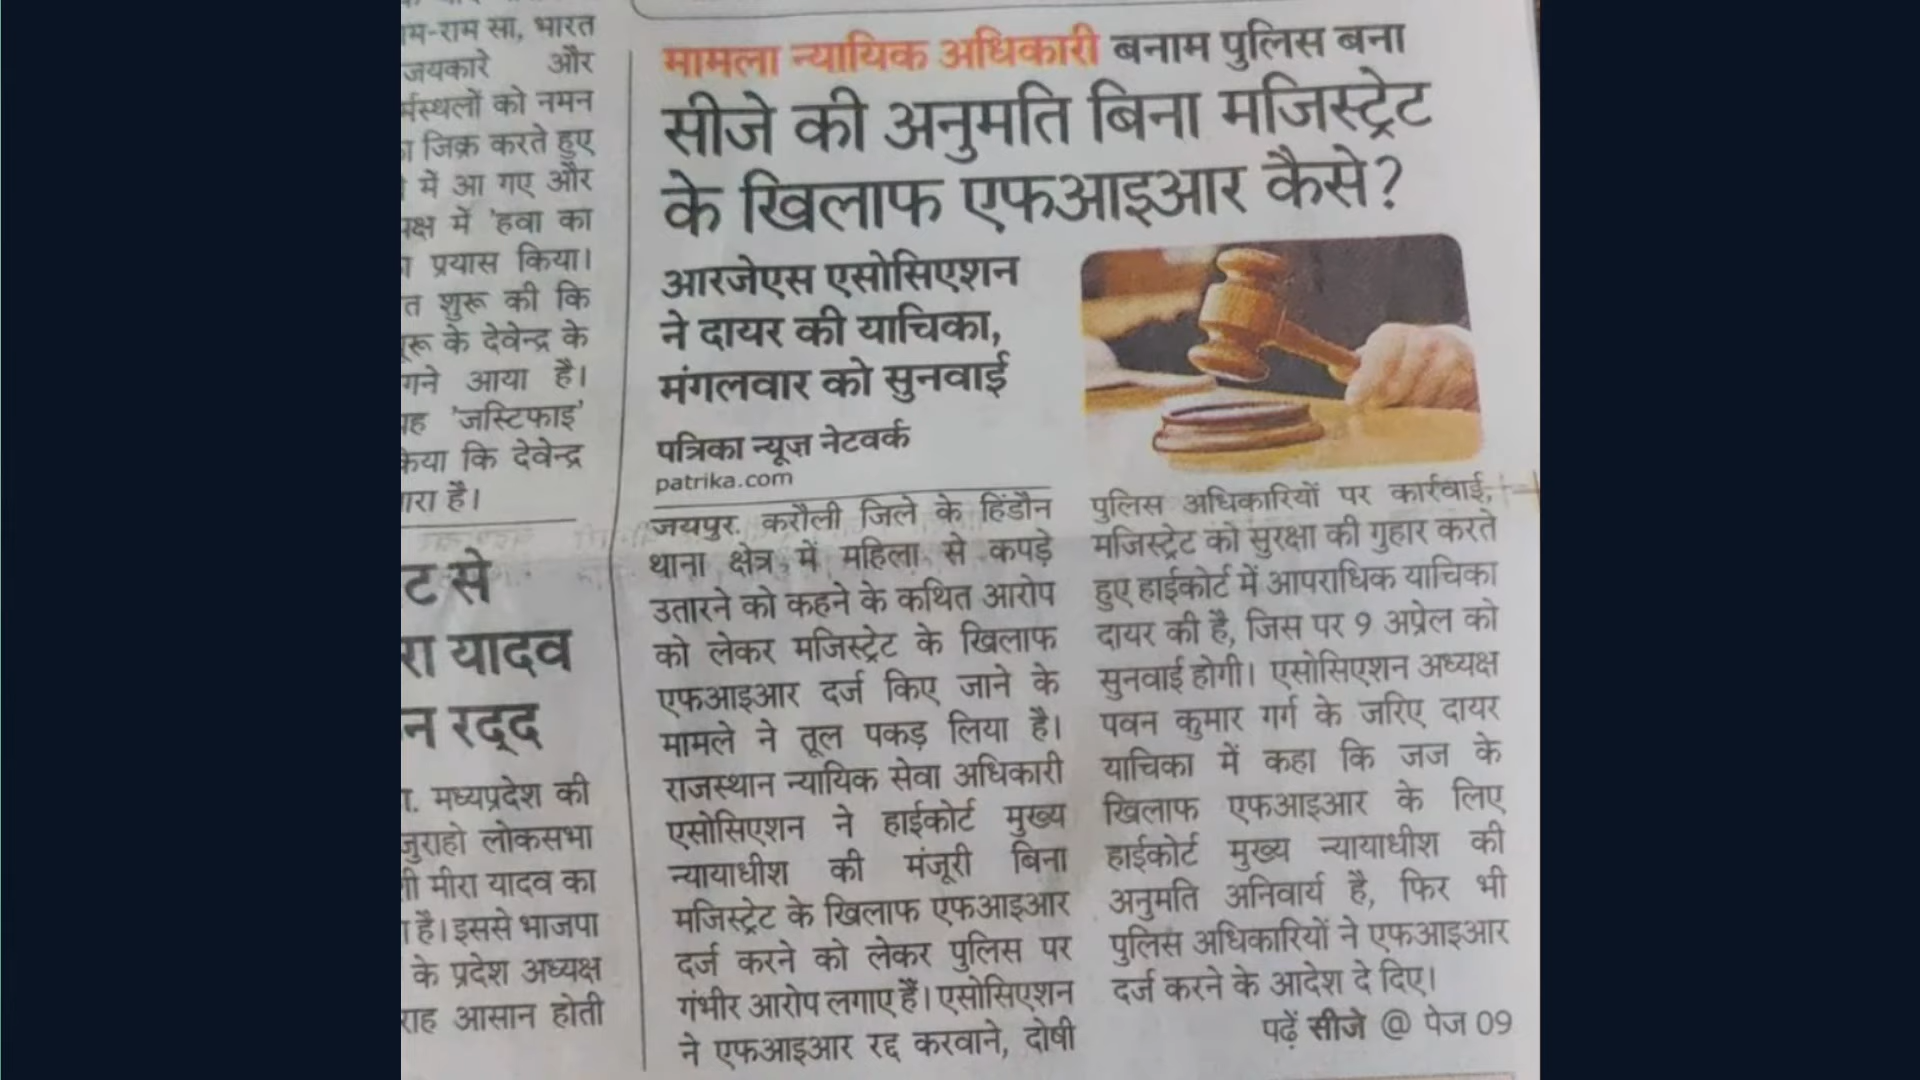 म-राम सा, भारत
जयकारे और
र्मस्थलों को नमन
जिक्र करते हुए
में आ गए और
पक्ष में 'हवा का
प्रयास किया।
त शुरू की कि
के देवेन्द्र के
गने आया है।
यह 'जस्टिफाइ'
किया कि देवेन्द्र
मारा है।
ट से
रा यादव
न रद्द
मध्यप्रदेश की
जुराहो लोकसभा
मीरा यादव का
है। इससे भाजपा
के प्रदेश अध्यक्ष
राह आसान होती
मामला न्यायिक अधिकारी बनाम पुलिस बना
सीजे की अनुमति बिना मजिस्ट्रेट
के खिलाफ एफआइआर कैसे?
आरजेएस एसोसिएशन
ने दायर की याचिका,
मंगलवार को सुनवाई
पत्रिका न्यूज़ नेटवर्क
patrika.com
जयपुर. करौली जिले के हिंडौन
थाना क्षेत्र में महिला से कपड़े
उतारने को कहने के कथित आरोप
को लेकर मजिस्ट्रेट के खिलाफ
एफआइआर दर्ज किए जाने के
मामले ने तूल पकड़ लिया है।
राजस्थान न्यायिक सेवा अधिकारी
एसोसिएशन ने हाईकोर्ट मुख्य
न्यायाधीश की मंजूरी बिना
मजिस्ट्रेट के खिलाफ एफआइआर
दर्ज करने को लेकर पुलिस पर
गंभीर आरोप लगाए हैं। एसोसिएशन
ने एफआइआर रद्द करवाने, दोषी
पुलिस अधिकारियों पर कार्रवाई,
मजिस्ट्रेट को सुरक्षा की गुहार करते
हुए हाईकोर्ट में आपराधिक याचिका
दायर की है, जिस पर 9 अप्रेल को
सुनवाई होगी। एसोसिएशन अध्यक्ष
पवन कुमार गर्ग के जरिए दायर
याचिका में कहा कि जज के
खिलाफ एफआइआर के लिए
हाईकोर्ट मुख्य न्यायाधीश की
अनुमति अनिवार्य है, फिर भी
पुलिस अधिकारियों ने एफआइआर
दर्ज करने के आदेश दे दिए।
पढ़ें सीजे @ पेज 09